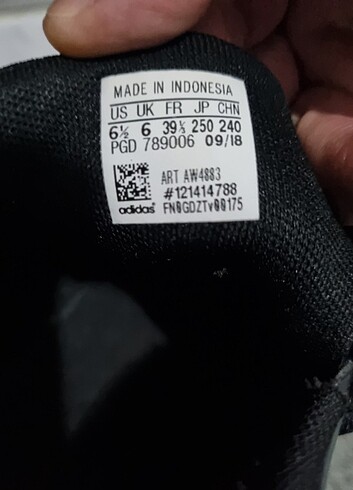 MADE IN INDONESIA
US UK FR JP CHN
6½ 6 39⅓ 250 240
PGD 789006 09/18
ART AW4883
#121414788
adidas FN0GDZTv00175